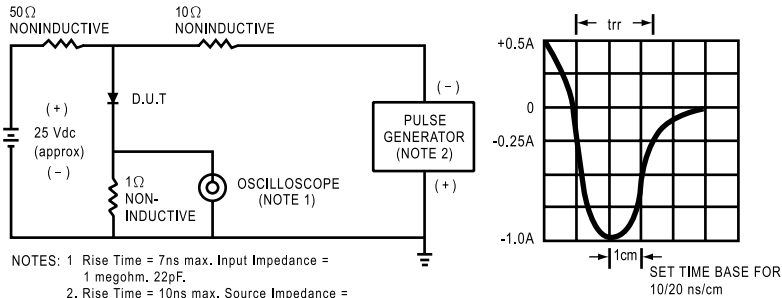 50Ω
NONINDUCTIVE
10Ω
NONINDUCTIVE
D.U.T
(+)
25 Vdc
(approx)
(−)
1Ω
NON-
INDUCTIVE
OSCILLOSCOPE
(NOTE 1)
(−)
PULSE
GENERATOR
(NOTE 2)
(+)
NOTES: 1 Rise Time = 7ns max. Input Impedance =
1 megohm. 22pF.
2. Rise Time = 10ns max. Source Impedance =
trr
+0.5A
0
-0.25A
-1.0A
1cm
SET TIME BASE FOR
10/20 ns/cm